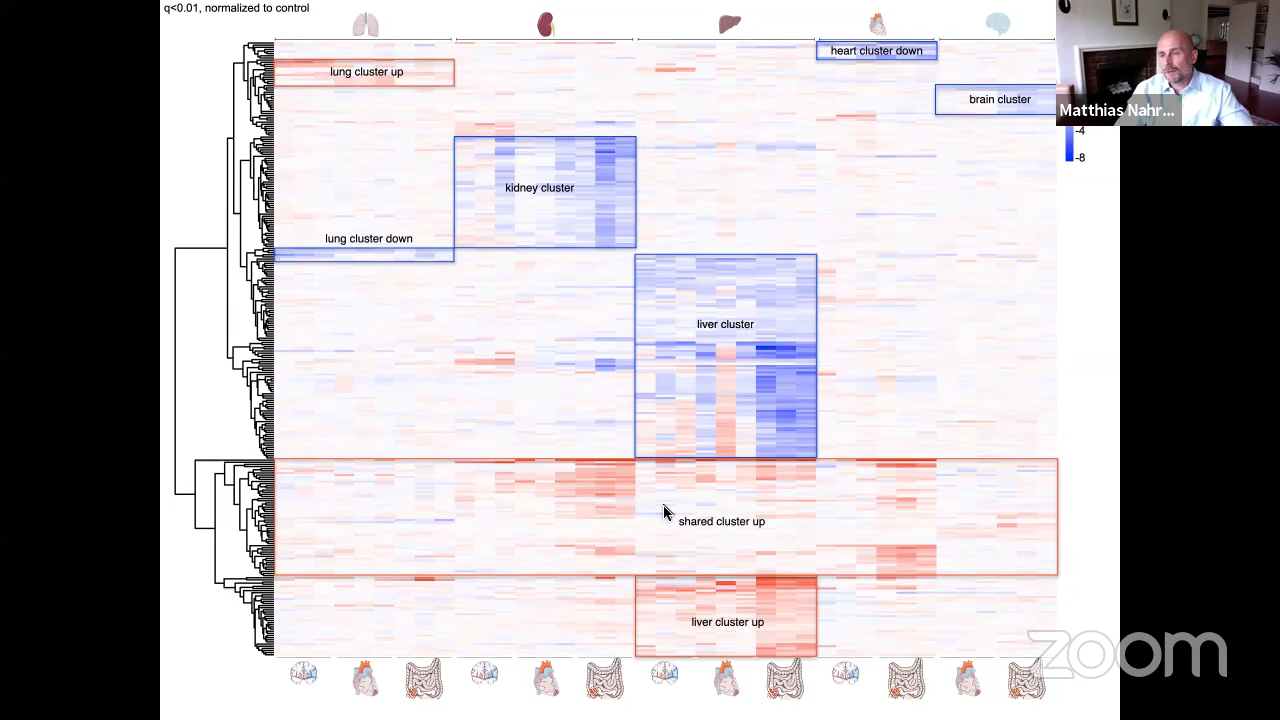 q<0.01, normalized to control
heart cluster down
lung cluster up
brain cluster
Matthias Nahr...
-4
-8
kidney cluster
lung cluster down
liver cluster
shared cluster up
liver cluster up
zoom